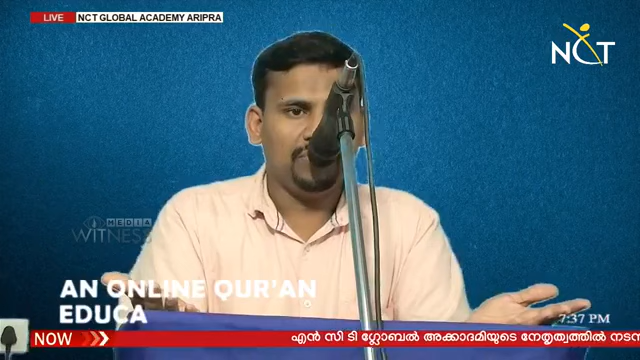 LIVE NCT GLOBAL ACADEMY ARIPRA
NCT
MEDIA
WITNESS
AN ONLINE QUR'AN
EDUCA
7:37 PM
NOW എൻ സി ടി ഗ്ലോബൽ അക്കാദമിയുടെ നേതൃത്വത്തിൽ നടന്ന